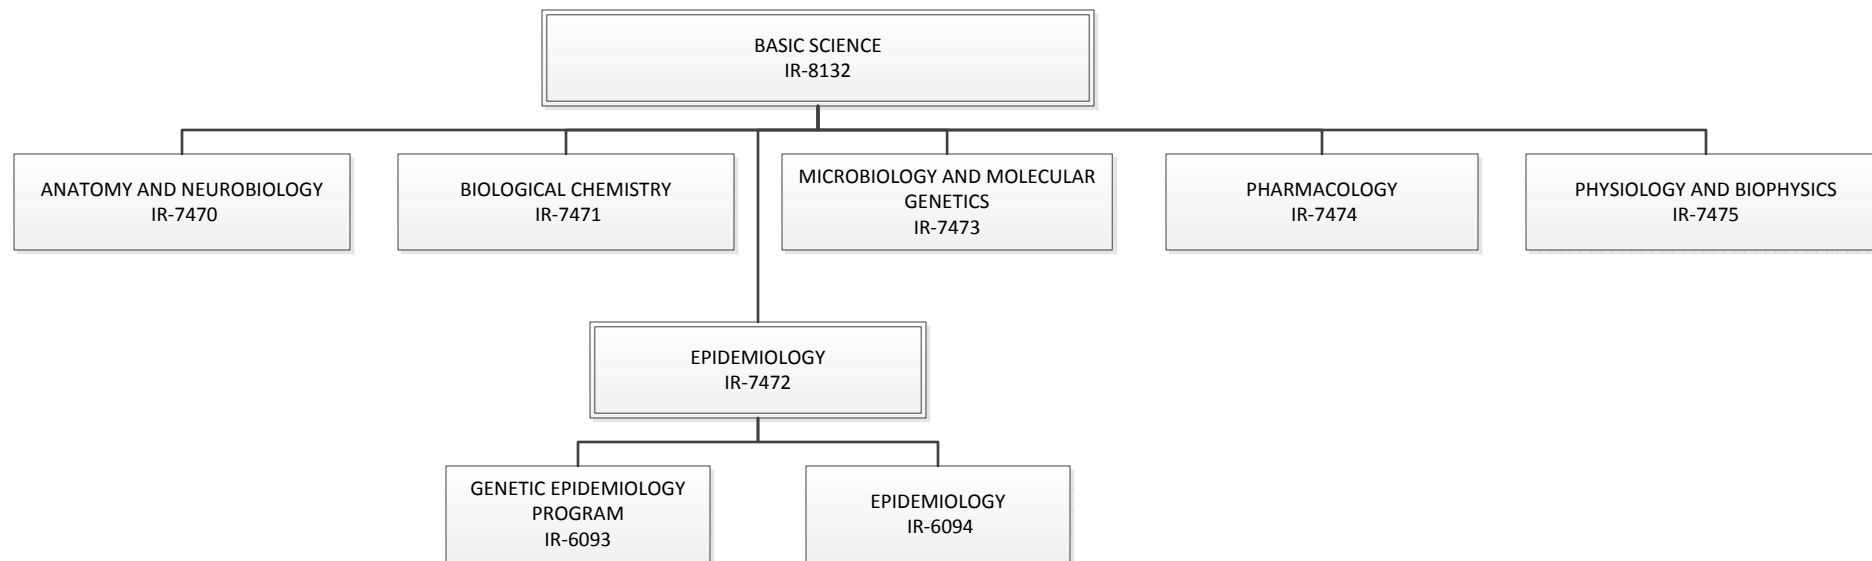 BASIC SCIENCE
IR-8132
ANATOMY AND NEUROBIOLOGY
IR-7470
BIOLOGICAL CHEMISTRY
IR-7471
MICROBIOLOGY AND MOLECULAR
GENETICS
IR-7473
PHARMACOLOGY
IR-7474
PHYSIOLOGY AND BIOPHYSICS
IR-7475
EPIDEMIOLOGY
IR-7472
GENETIC EPIDEMIOLOGY
PROGRAM
IR-6093
EPIDEMIOLOGY
IR-6094